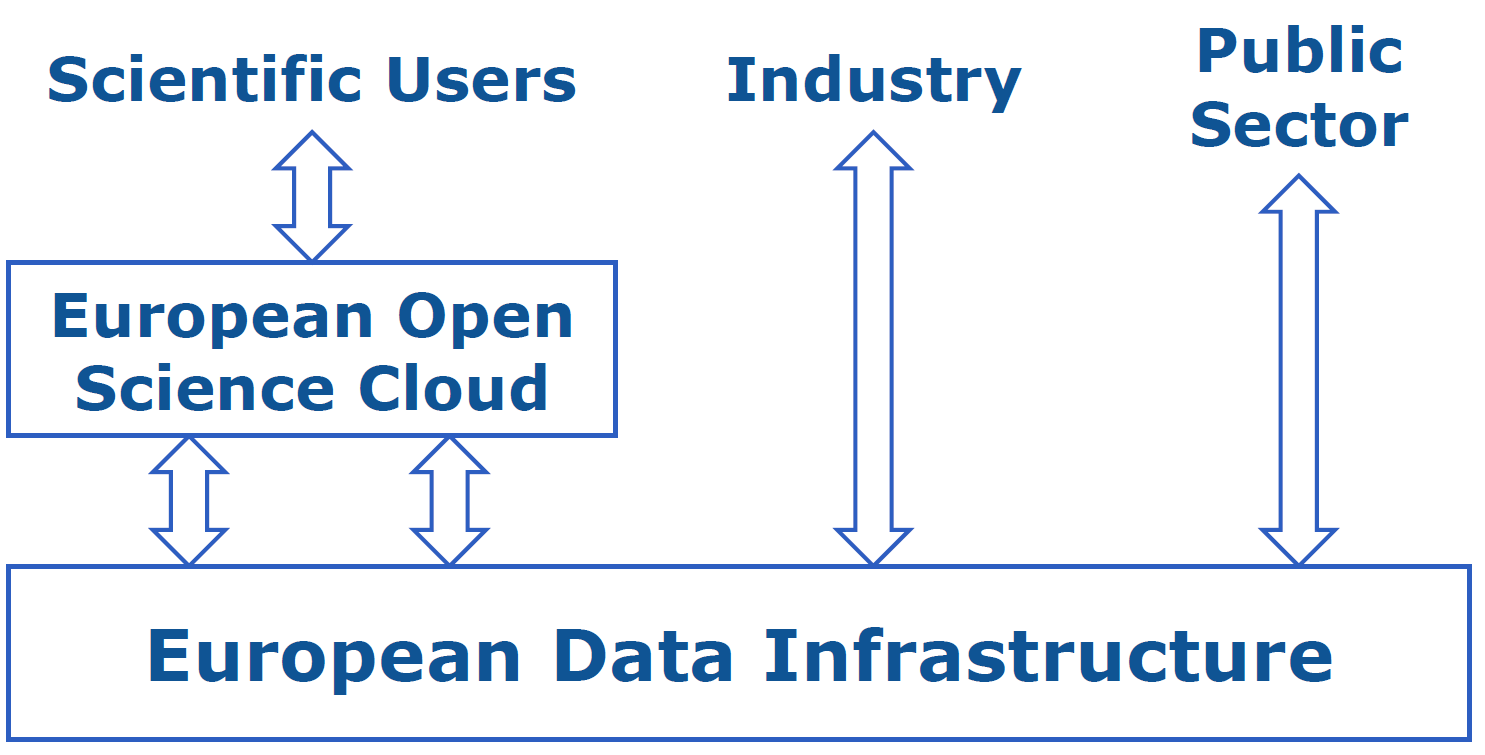 Scientific Users
Industry
Public
Sector
European Open
Science Cloud
European Data Infrastructure